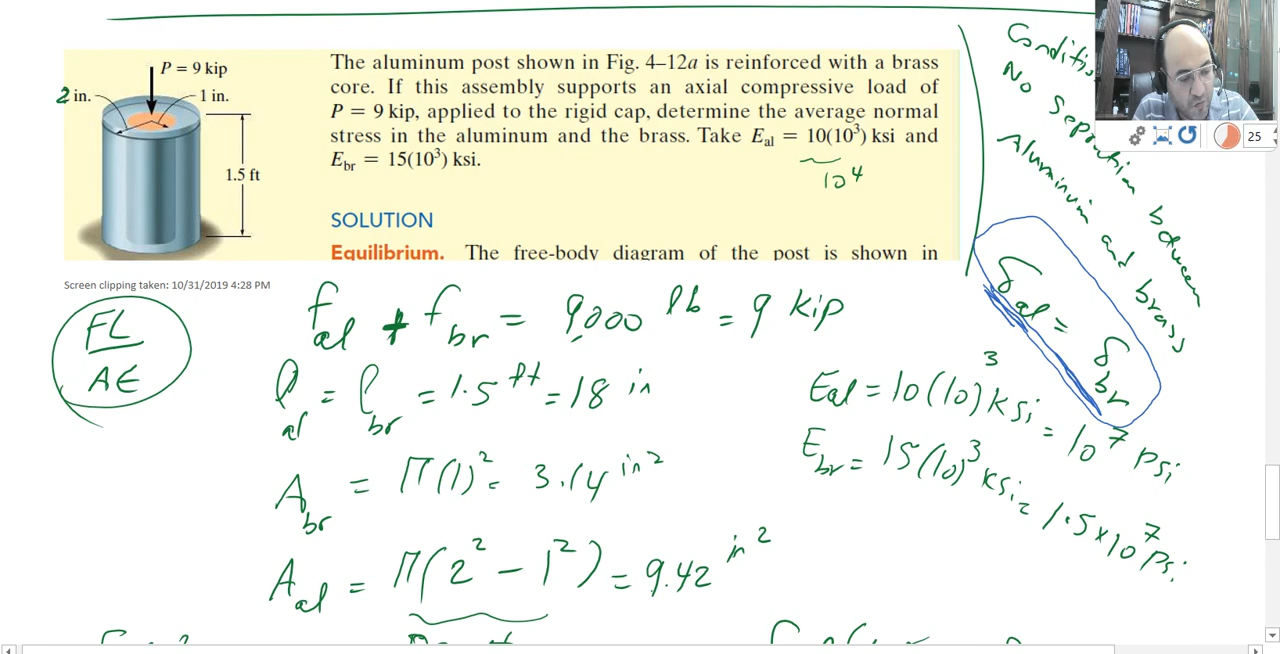 P = 9 kip
2 in.
1 in.
1.5 ft
The aluminum post shown in Fig. 4–12a is reinforced with a brass
core. If this assembly supports an axial compressive load of
P = 9 kip, applied to the rigid cap, determine the average normal
stress in the aluminum and the brass. Take Eal = 10(10³) ksi and
Ebr = 15(10³) ksi.
10⁴
SOLUTION
Equilibrium. The free-body diagram of the post is shown in
Screen clipping taken: 10/31/2019 4:28 PM
No Sepration between
Aluminum and brass
δal = δbr
25
FL
AE
fal + fbr = 9000 lb = 9 kip
lal = lbr = 1.5 ft = 18 in
Abr = π(1)² = 3.14 in²
Aal = π(2² - 1²) = 9.42 in²
Eal = 10(10)³ ksi = 10⁷ Psi
Ebr = 15(10)³ ksi = 1.5×10⁷ Psi